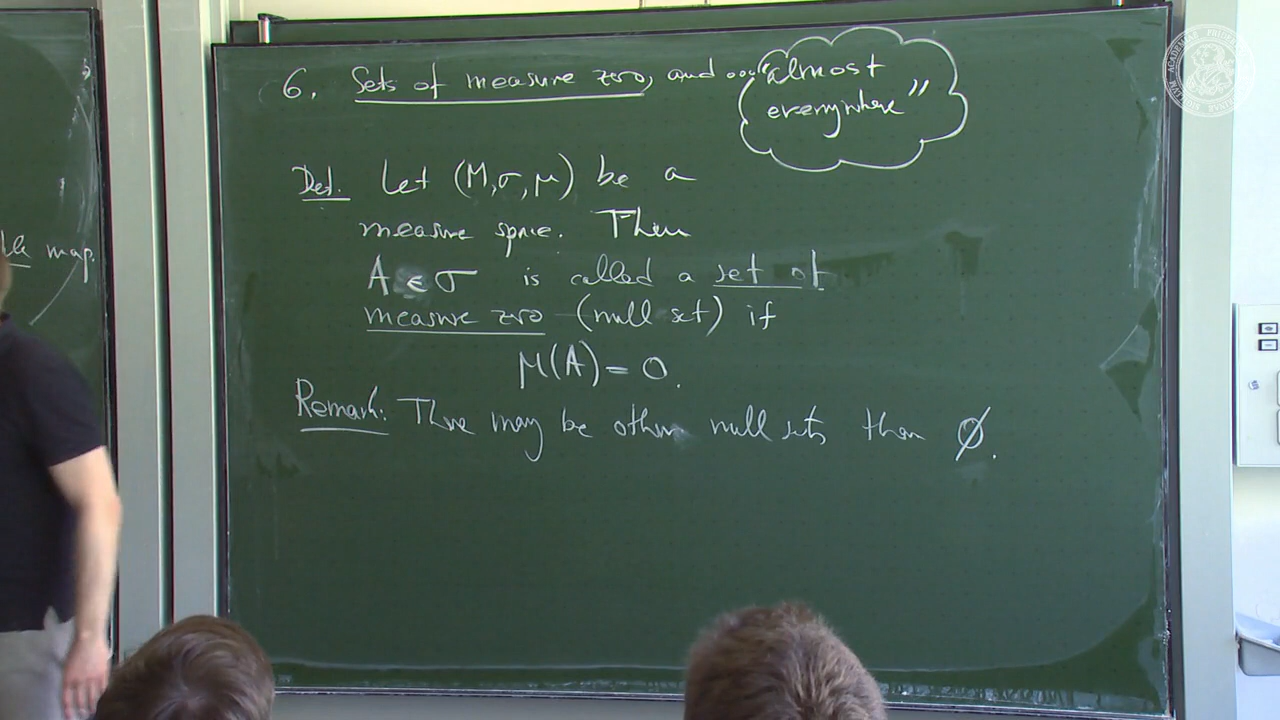 6. Sets of measure zero, and "almost
everywhere"
Def. Let (M,σ,μ) be a
measure space. Then
A ∈ σ is called a set of
measure zero (null set) if
μ(A) = 0.
Remark: There may be other null sets than ∅.
map.